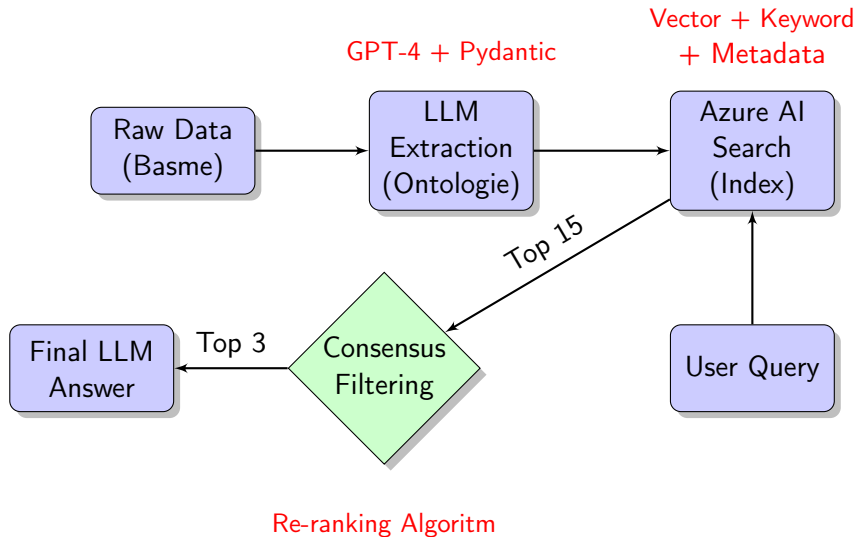 Vector + Keyword
GPT-4 + Pydantic
+ Metadata
Raw Data
(Basme)
LLM
Extraction
(Ontologie)
Azure AI
Search
(Index)
Top 15
Final LLM
Answer
Top 3
Consensus
Filtering
User Query
Re-ranking Algoritm